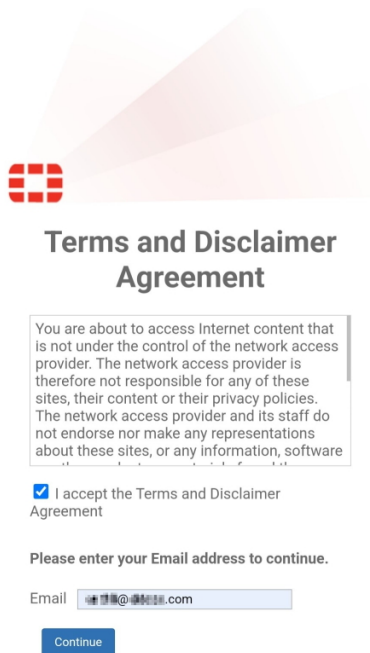 Terms and Disclaimer
Agreement
You are about to access Internet content that
is not under the control of the network access
provider. The network access provider is
therefore not responsible for any of these
sites, their content or their privacy policies.
The network access provider and its staff do
not endorse nor make any representations
about these sites, or any information, software
I accept the Terms and Disclaimer
Agreement
Please enter your Email address to continue.
Email @ .com
Continue